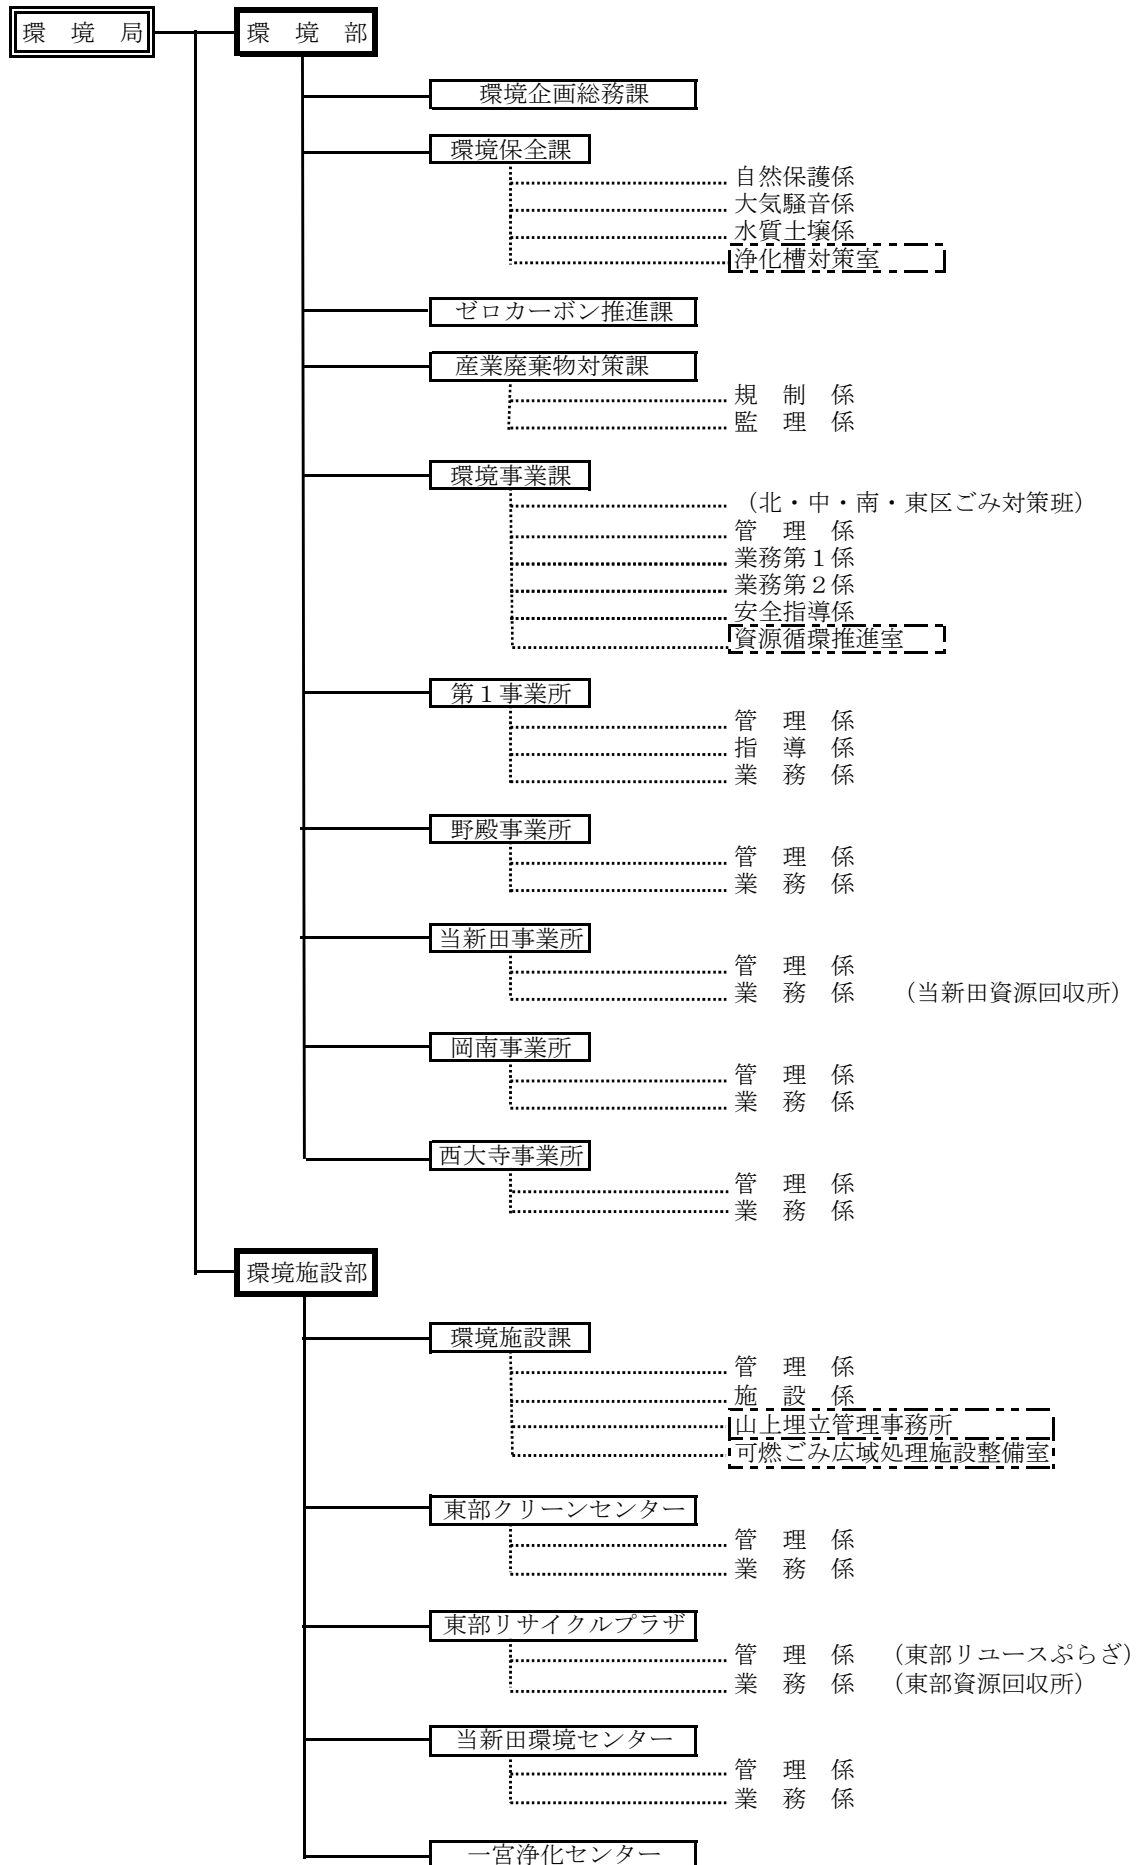 環　境　局　環　境　部
環境企画総務課
環境保全課
自然保護係
大気騒音係
水質土壌係
浄化槽対策室
ゼロカーボン推進課
産業廃棄物対策課
規　制　係
監　理　係
環境事業課
（北・中・南・東区ごみ対策班）
管　理　係
業務第１係
業務第２係
安全指導係
資源循環推進室
第１事業所
管　理　係
指　導　係
業　務　係
野殿事業所
管　理　係
業　務　係
当新田事業所
管　理　係
業　務　係　（当新田資源回収所）
岡南事業所
管　理　係
業　務　係
西大寺事業所
管　理　係
業　務　係
環境施設部
環境施設課
管　理　係
施　設　係
山上埋立管理事務所
可燃ごみ広域処理施設整備室
東部クリーンセンター
管　理　係
業　務　係
東部リサイクルプラザ
管　理　係　（東部リユースぷらざ）
業　務　係　（東部資源回収所）
当新田環境センター
管　理　係
業　務　係
一宮浄化センター